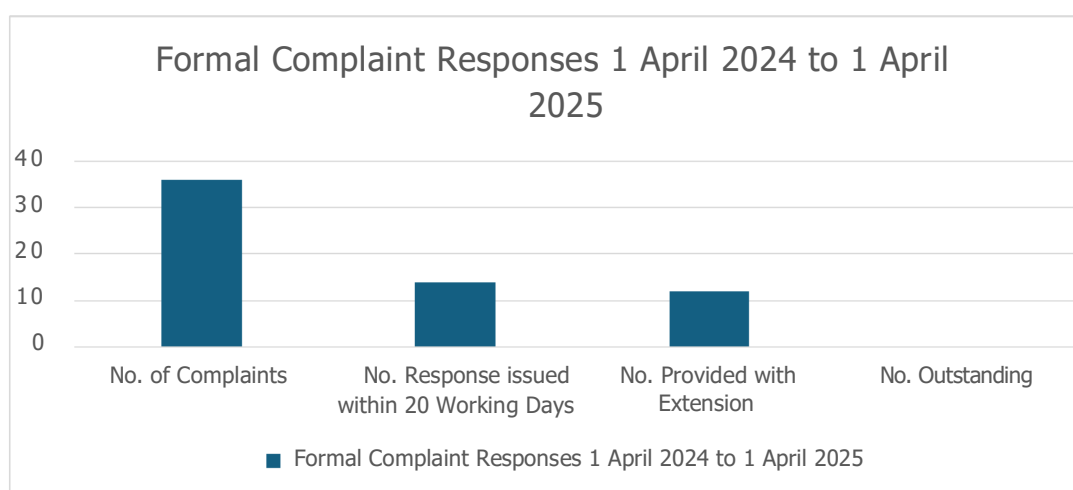 Formal Complaint Responses 1 April 2024 to 1 April
2025
40
30
20
10
0
No. of Complaints
No. Response issued
within 20 Working Days
No. Provided with
Extension
No. Outstanding
Formal Complaint Responses 1 April 2024 to 1 April 2025